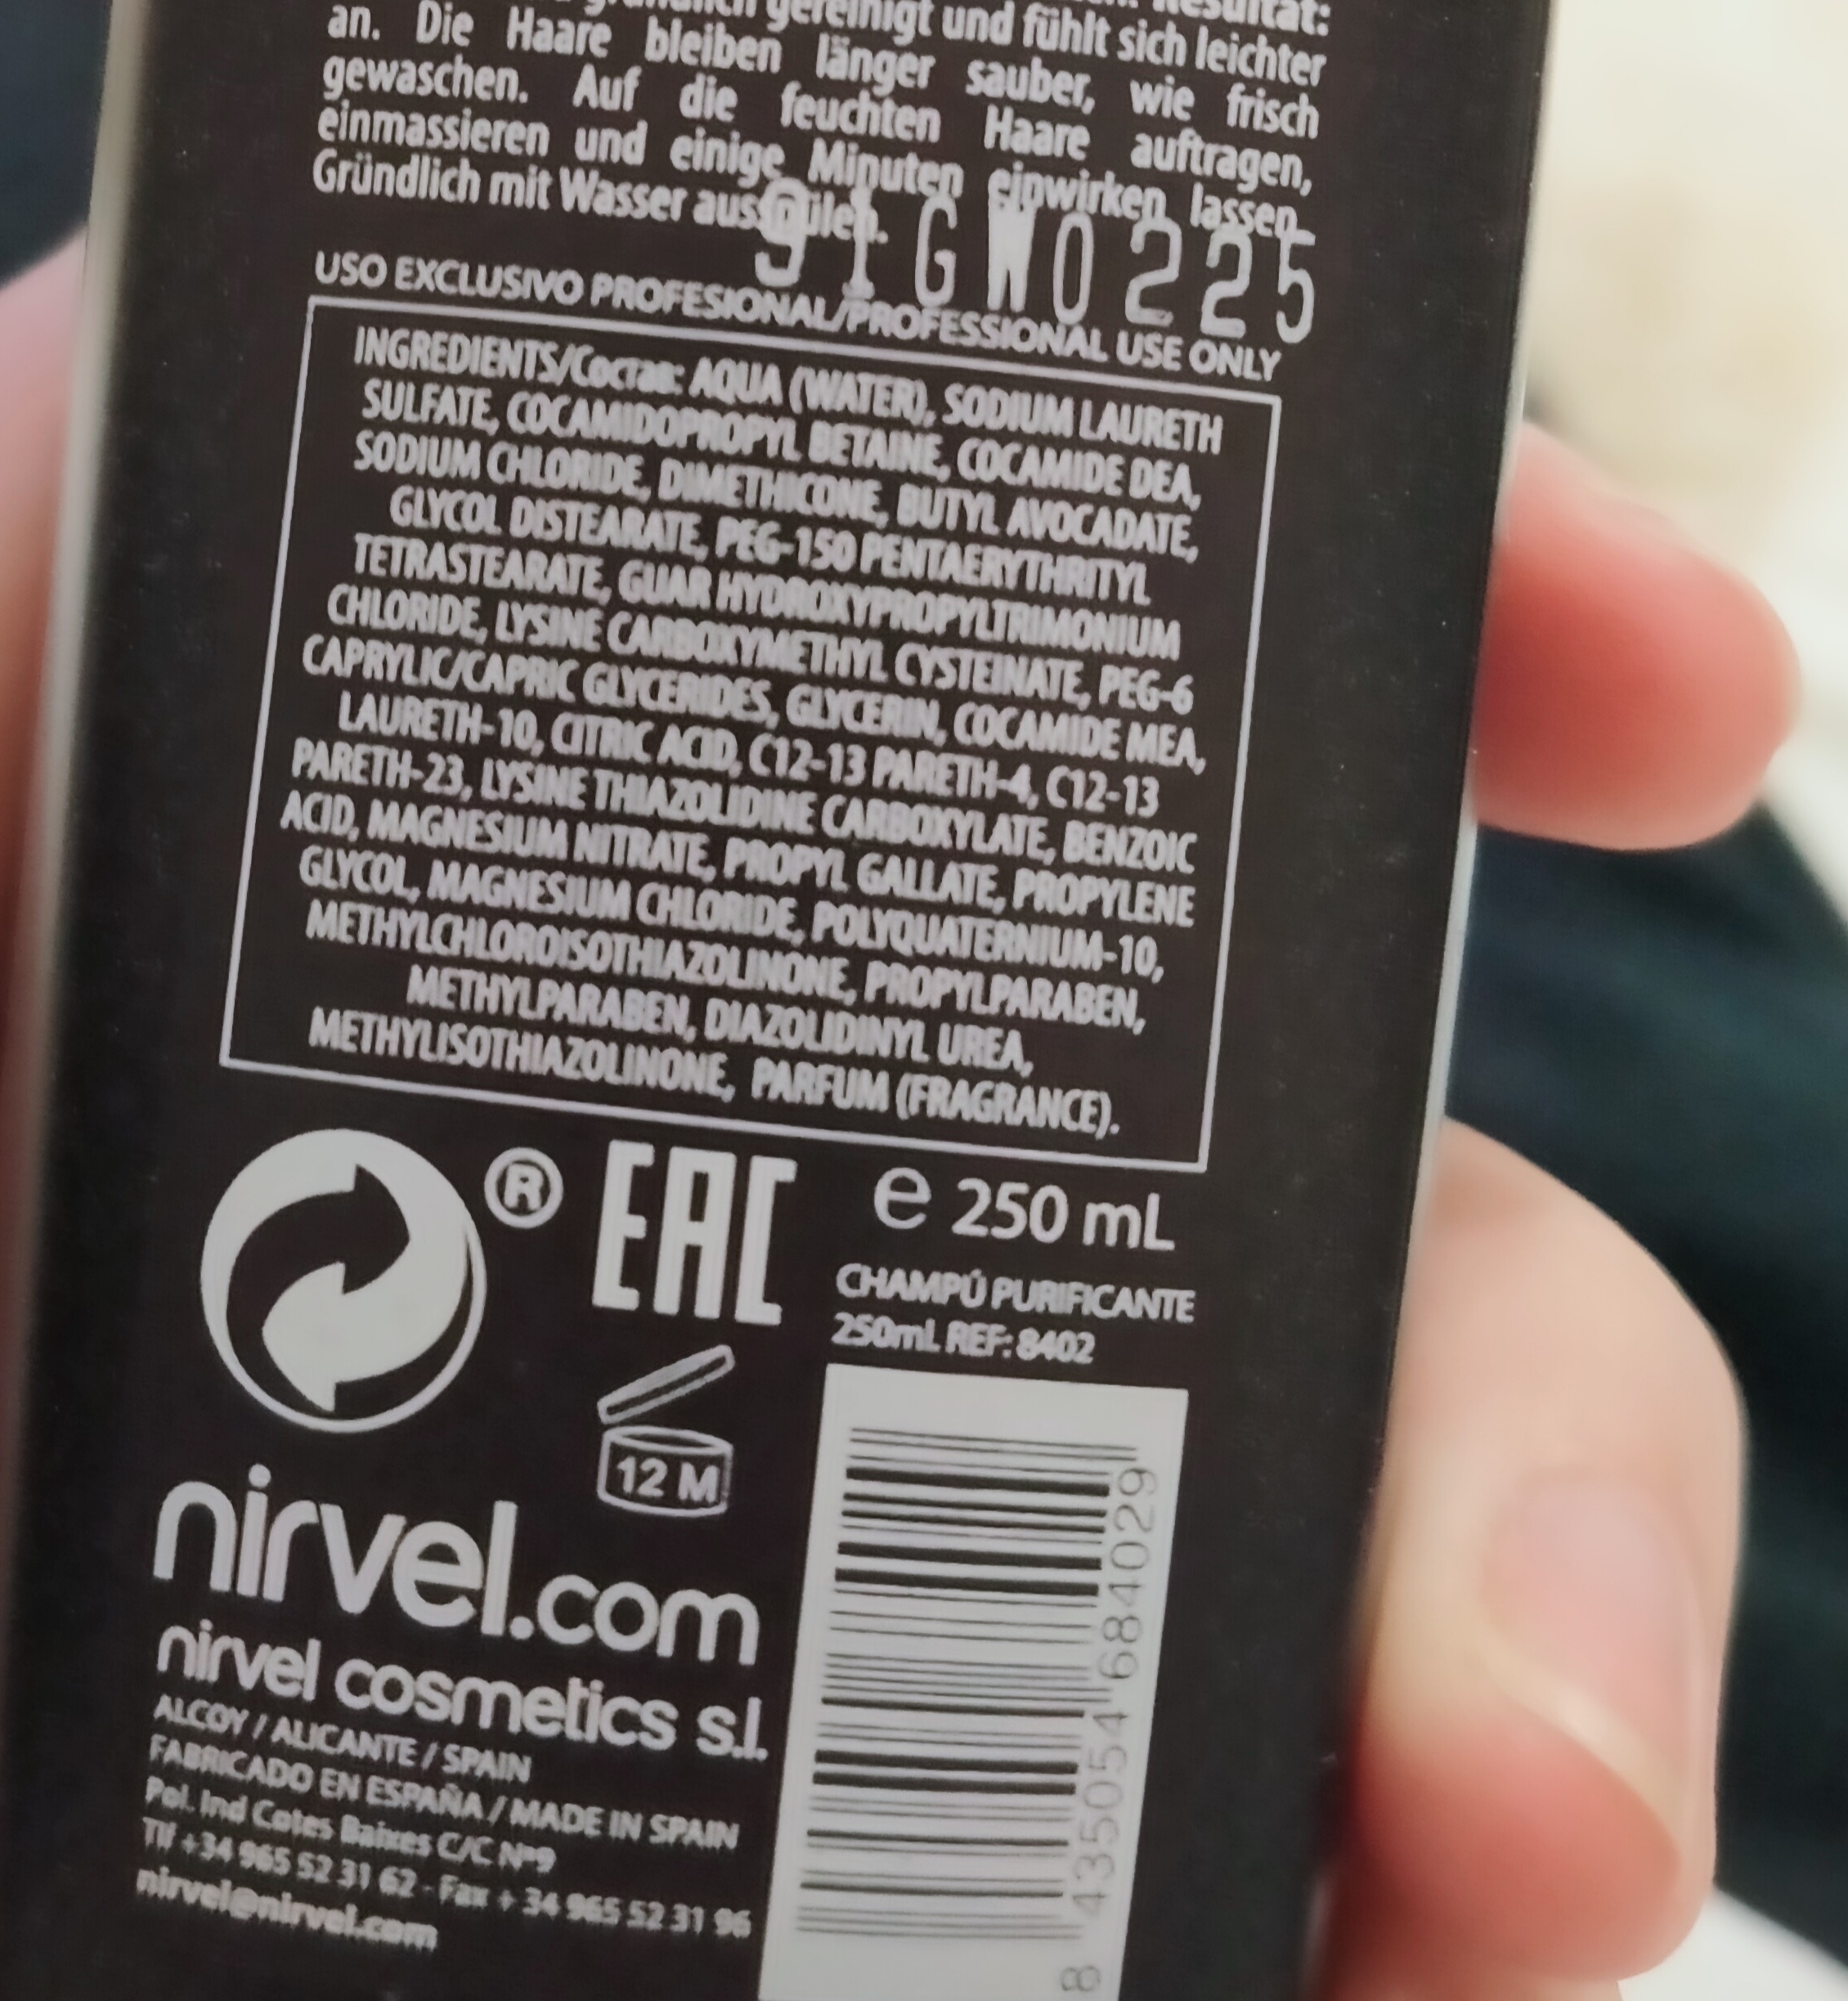 gereinigt und fühlt sich leichter
an. Die Haare bleiben länger sauber, wie frisch
gewaschen. Auf die feuchten Haare auftragen,
einmassieren und einige Minuten einwirken lassen.
Gründlich mit Wasser ausspülen.
91GW0225
USO EXCLUSIVO PROFESIONAL/PROFESSIONAL USE ONLY
INGREDIENTS/Состав: AQUA (WATER), SODIUM LAURETH
SULFATE, COCAMIDOPROPYL BETAINE, COCAMIDE DEA,
SODIUM CHLORIDE, DIMETHICONE, BUTYL AVOCADATE,
GLYCOL DISTEARATE, PEG-150 PENTAERYTHRITYL
TETRASTEARATE, GUAR HYDROXYPROPYLTRIMONIUM
CHLORIDE, LYSINE CARBOXYMETHYL CYSTEINATE, PEG-6
CAPRYLIC/CAPRIC GLYCERIDES, GLYCERIN, COCAMIDE MEA,
LAURETH-10, CITRIC ACID, C12-13 PARETH-4, C12-13
PARETH-23, LYSINE THIAZOLIDINE CARBOXYLATE, BENZOIC
ACID, MAGNESIUM NITRATE, PROPYL GALLATE, PROPYLENE
GLYCOL, MAGNESIUM CHLORIDE, POLYQUATERNIUM-10,
METHYLCHLOROISOTHIAZOLINONE, PROPYLPARABEN,
METHYLPARABEN, DIAZOLIDINYL UREA,
METHYLISOTHIAZOLINONE, PARFUM (FRAGRANCE).
® EAC e 250 mL
CHAMPÚ PURIFICANTE
250mL REF: 8402
12 M
nirvel.com
nirvel cosmetics s.l.
ALCOY / ALICANTE / SPAIN
FABRICADO EN ESPAÑA / MADE IN SPAIN
Pol. Ind Cotes Baixes C/C Nº9
Tlf +34 965 52 31 62 - Fax + 34 965 52 31 96
nirvel@nirvel.com
8 435054 684029